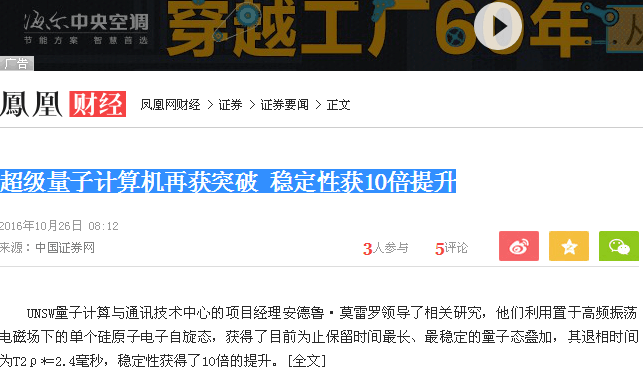 海尔中央空调
节能方案 智慧首选
穿越工厂60年
广告
鳳凰 财经 凤凰网财经 > 证券 > 证券要闻 > 正文
超级量子计算机再获突破 稳定性获10倍提升
2016年10月26日 08:12
来源：中国证券网
3人参与 5评论
UNSW量子计算与通讯技术中心的项目经理安德鲁·莫雷罗领导了相关研究，他们利用置于高频振荡
电磁场下的单个硅原子电子自旋态，获得了目前为止保留时间最长、最稳定的量子态叠加，其退相时间
为T2ρ*=2.4毫秒，稳定性获得了10倍的提升。[全文]